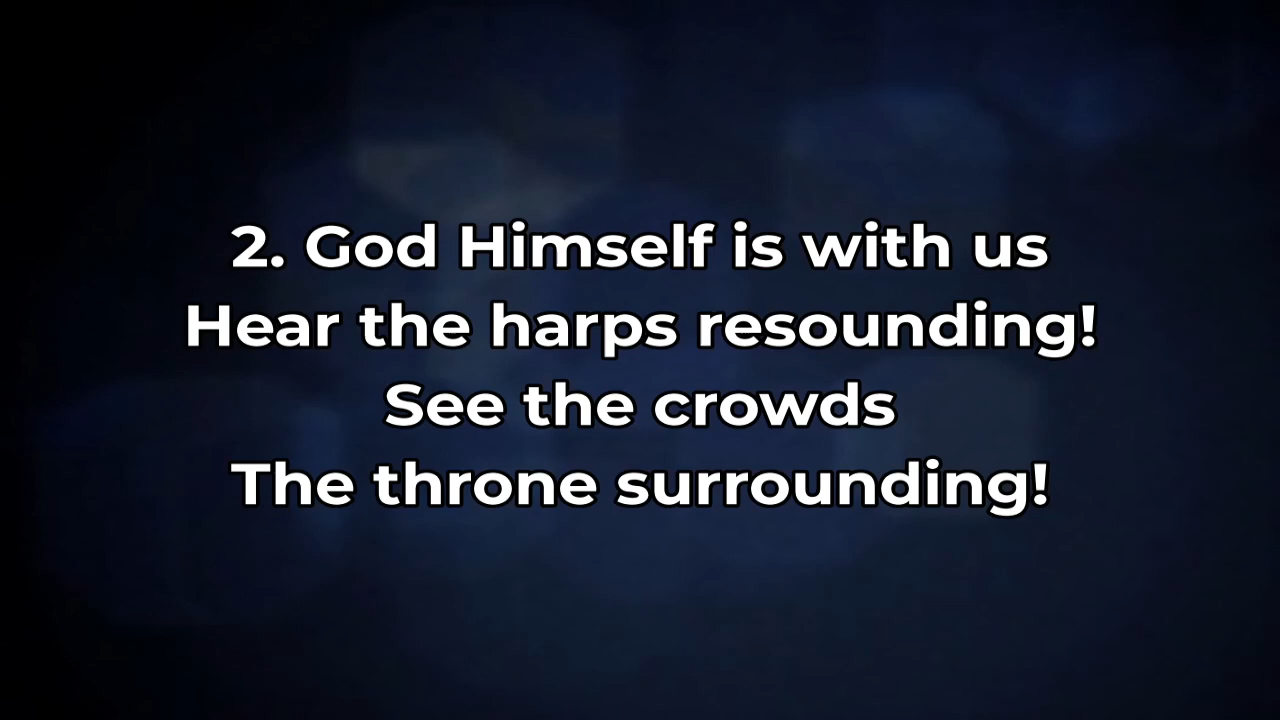 2. God Himself is with us
Hear the harps resounding!
See the crowds
The throne surrounding!